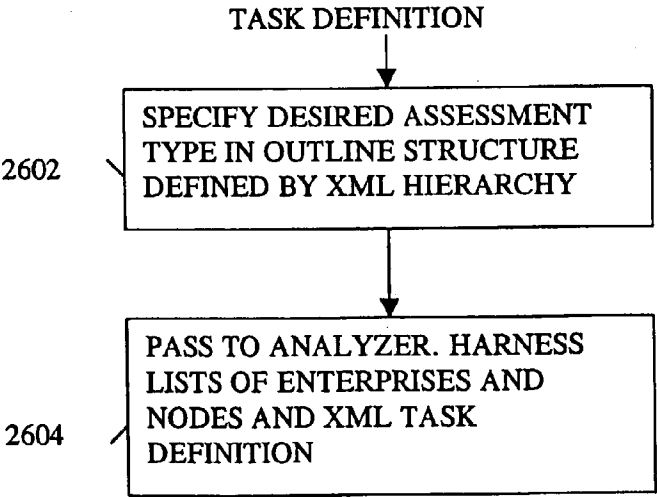 TASK DEFINITION
SPECIFY DESIRED ASSESSMENT
TYPE IN OUTLINE STRUCTURE
DEFINED BY XML HIERARCHY
2602
PASS TO ANALYZER. HARNESS
LISTS OF ENTERPRISES AND
NODES AND XML TASK
DEFINITION
2604